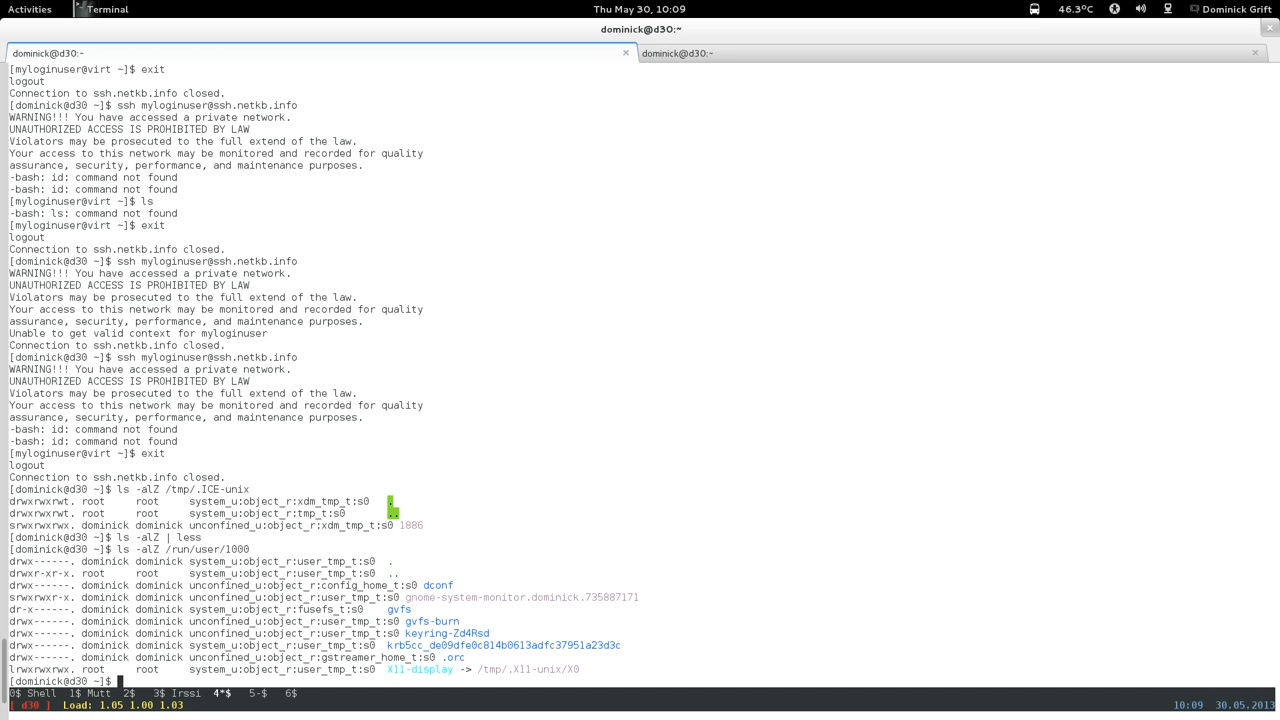 Activities Terminal Thu May 30, 10:09 46.3°C Dominick Grift
dominick@d30:~
dominick@d30:~ dominick@d30:~
[myloginuser@virt ~]$ exit
logout
Connection to ssh.netkb.info closed.
[dominick@d30 ~]$ ssh myloginuser@ssh.netkb.info
WARNING!!! You have accessed a private network.
UNAUTHORIZED ACCESS IS PROHIBITED BY LAW
Violators may be prosecuted to the full extend of the law.
Your access to this network may be monitored and recorded for quality
assurance, security, performance, and maintenance purposes.
-bash: id: command not found
-bash: id: command not found
[myloginuser@virt ~]$ ls
-bash: ls: command not found
[myloginuser@virt ~]$ exit
logout
Connection to ssh.netkb.info closed.
[dominick@d30 ~]$ ssh myloginuser@ssh.netkb.info
WARNING!!! You have accessed a private network.
UNAUTHORIZED ACCESS IS PROHIBITED BY LAW
Violators may be prosecuted to the full extend of the law.
Your access to this network may be monitored and recorded for quality
assurance, security, performance, and maintenance purposes.
Unable to get valid context for myloginuser
Connection to ssh.netkb.info closed.
[dominick@d30 ~]$ ssh myloginuser@ssh.netkb.info
WARNING!!! You have accessed a private network.
UNAUTHORIZED ACCESS IS PROHIBITED BY LAW
Violators may be prosecuted to the full extend of the law.
Your access to this network may be monitored and recorded for quality
assurance, security, performance, and maintenance purposes.
-bash: id: command not found
-bash: id: command not found
[myloginuser@virt ~]$ exit
logout
Connection to ssh.netkb.info closed.
[dominick@d30 ~]$ ls -alZ /tmp/.ICE-unix
drwxrwxrwt. root     root     system_u:object_r:xdm_tmp_t:s0   .
drwxrwxrwt. root     root     system_u:object_r:tmp_t:s0       ..
srwxrwxrwx. dominick dominick unconfined_u:object_r:xdm_tmp_t:s0 1886
[dominick@d30 ~]$ ls -alZ | less
[dominick@d30 ~]$ ls -alZ /run/user/1000
drwx------. dominick dominick system_u:object_r:user_tmp_t:s0  .
drwxr-xr-x. root     root     system_u:object_r:user_tmp_t:s0  ..
drwx------. dominick dominick unconfined_u:object_r:config_home_t:s0 dconf
srwxrwxr-x. dominick dominick unconfined_u:object_r:user_tmp_t:s0 gnome-system-monitor.dominick.735887171
dr-x------. dominick dominick system_u:object_r:fusefs_t:s0    gvfs
drwx------. dominick dominick unconfined_u:object_r:user_tmp_t:s0 gvfs-burn
drwx------. dominick dominick unconfined_u:object_r:user_tmp_t:s0 keyring-Zd4Rsd
drwx------. dominick dominick system_u:object_r:user_tmp_t:s0  krb5cc_de09dfe0c814b0613adfc37951a23d3c
drwx------. dominick dominick unconfined_u:object_r:gstreamer_home_t:s0 .orc
lrwxrwxrwx. root     root     system_u:object_r:user_tmp_t:s0  X11-display -> /tmp/.X11-unix/X0
[dominick@d30 ~]$
0$ Shell  1$ Mutt  2$   3$ Irssi  4*$   5-$   6$
[ d30 ]  Load: 1.05 1.00 1.03 10:09  30.05.2013